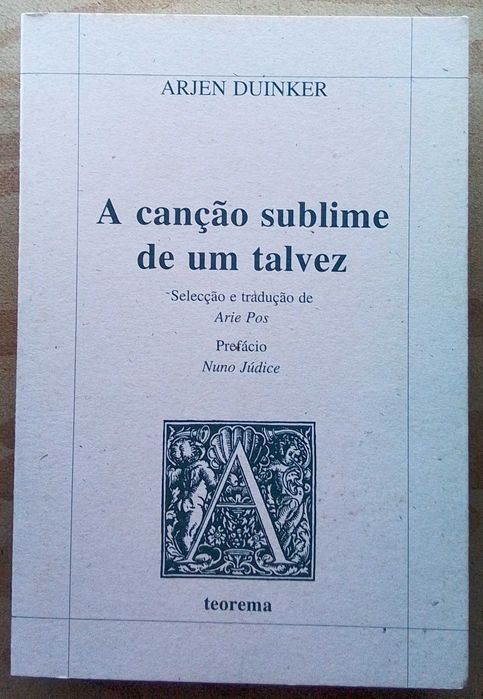 ARJEN DUINKER
A canção sublime
de um talvez
Selecção e tradução de
Arie Pos
Prefácio
Nuno Júdice
A
teorema